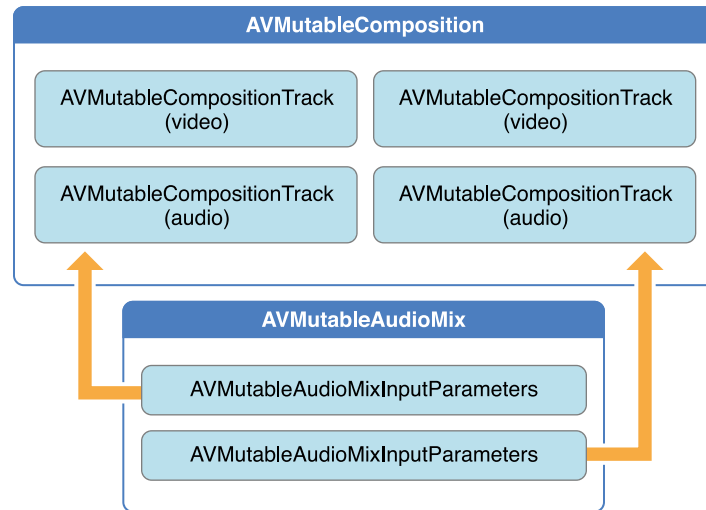 AVMutableComposition
AVMutableCompositionTrack
(video)
AVMutableCompositionTrack
(video)
AVMutableCompositionTrack
(audio)
AVMutableCompositionTrack
(audio)
AVMutableAudioMix
AVMutableAudioMixInputParameters
AVMutableAudioMixInputParameters